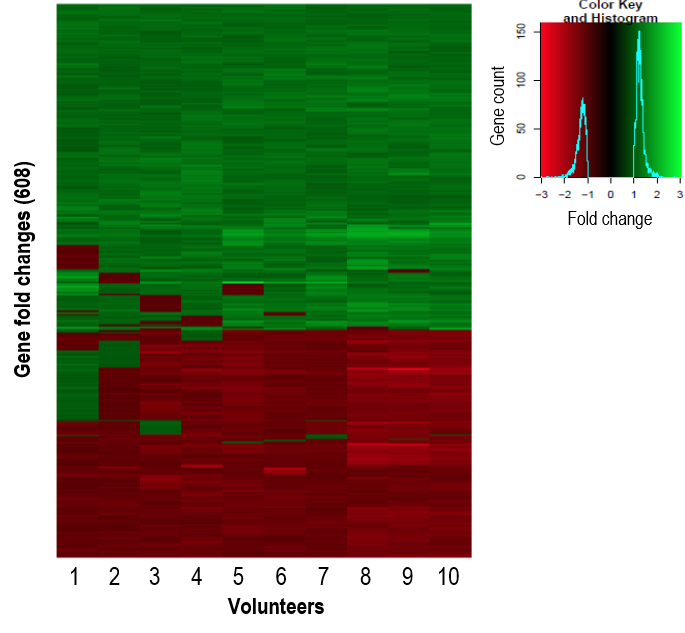 Color Key
and Histogram
Gene count
150
100
50
0
−3 −2 −1 0 1 2 3
Fold change
Gene fold changes (608)
1 2 3 4 5 6 7 8 9 10
Volunteers